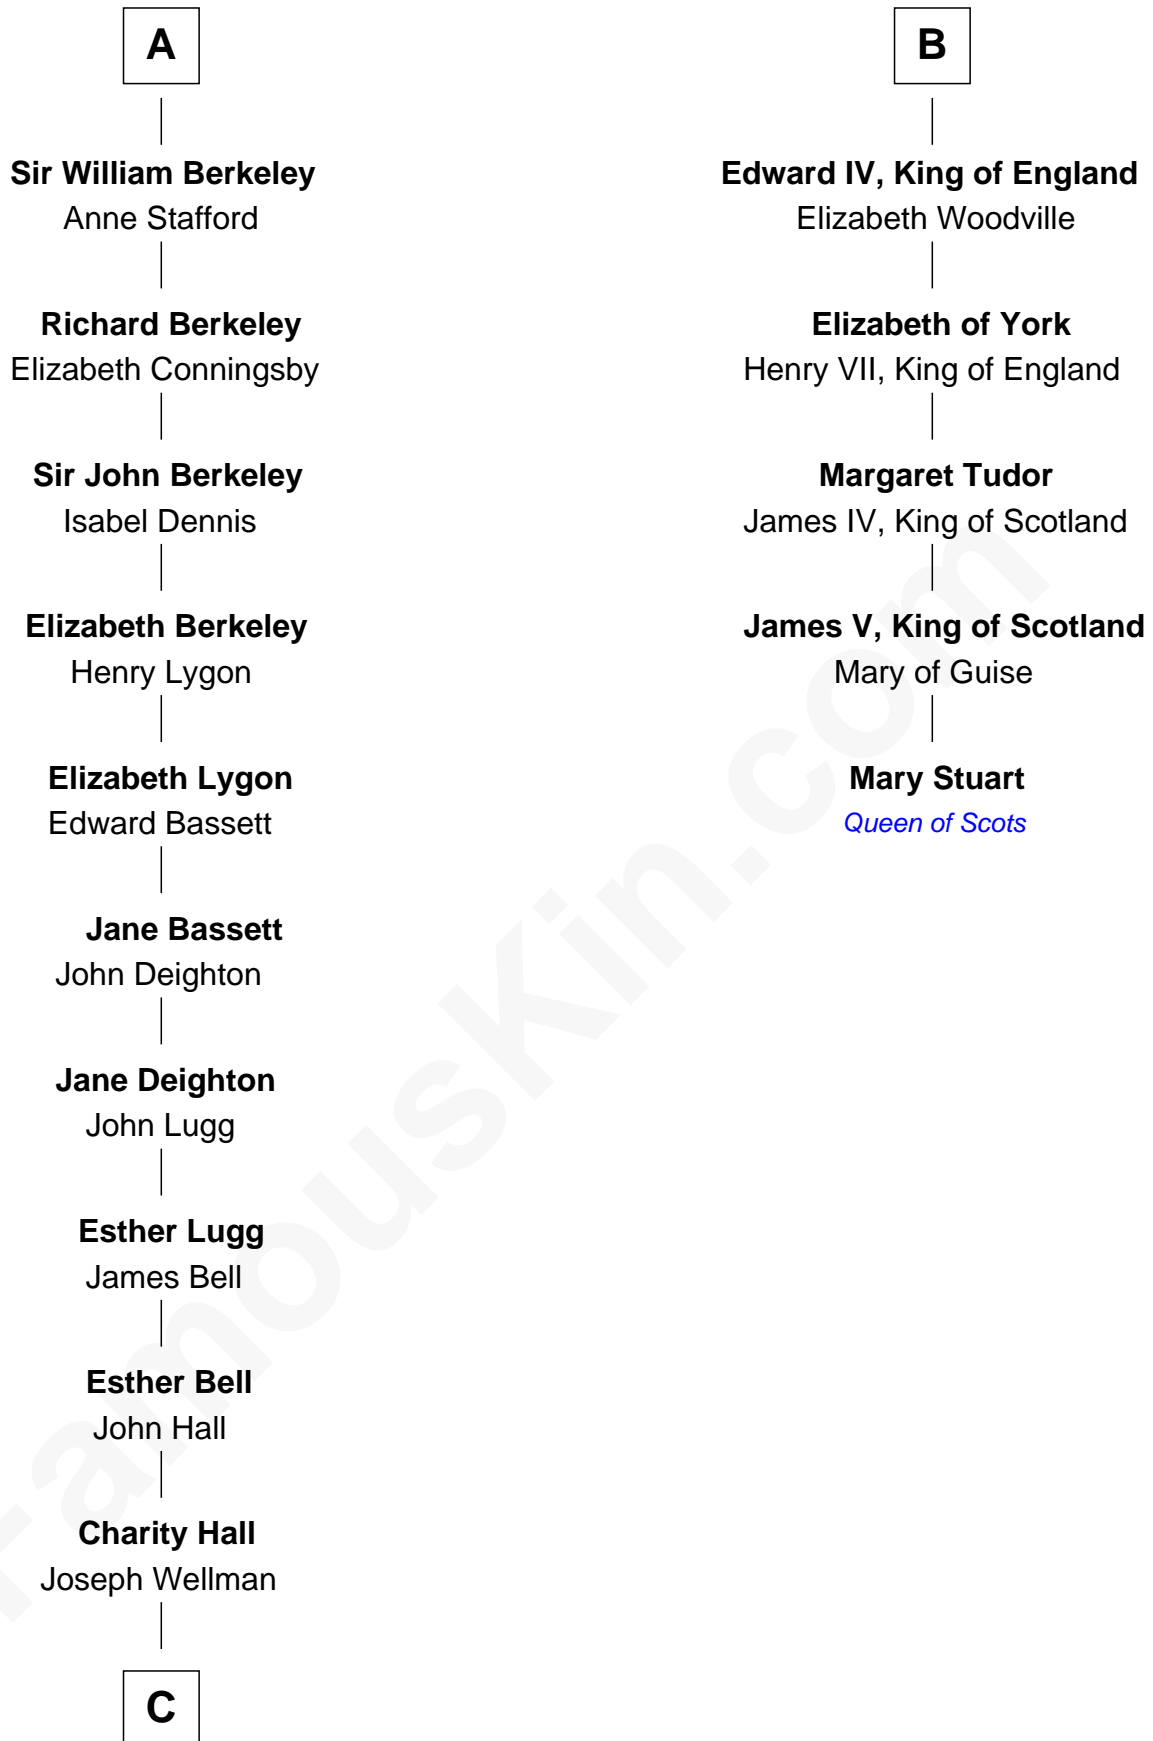 A
Sir William Berkeley
Anne Stafford
Richard Berkeley
Elizabeth Conningsby
Sir John Berkeley
Isabel Dennis
Elizabeth Berkeley
Henry Lygon
Elizabeth Lygon
Edward Bassett
Jane Bassett
John Deighton
Jane Deighton
John Lugg
Esther Lugg
James Bell
Esther Bell
John Hall
Charity Hall
Joseph Wellman
C
B
Edward IV, King of England
Elizabeth Woodville
Elizabeth of York
Henry VII, King of England
Margaret Tudor
James IV, King of Scotland
James V, King of Scotland
Mary of Guise
Mary Stuart
Queen of Scots
FamousKin.com